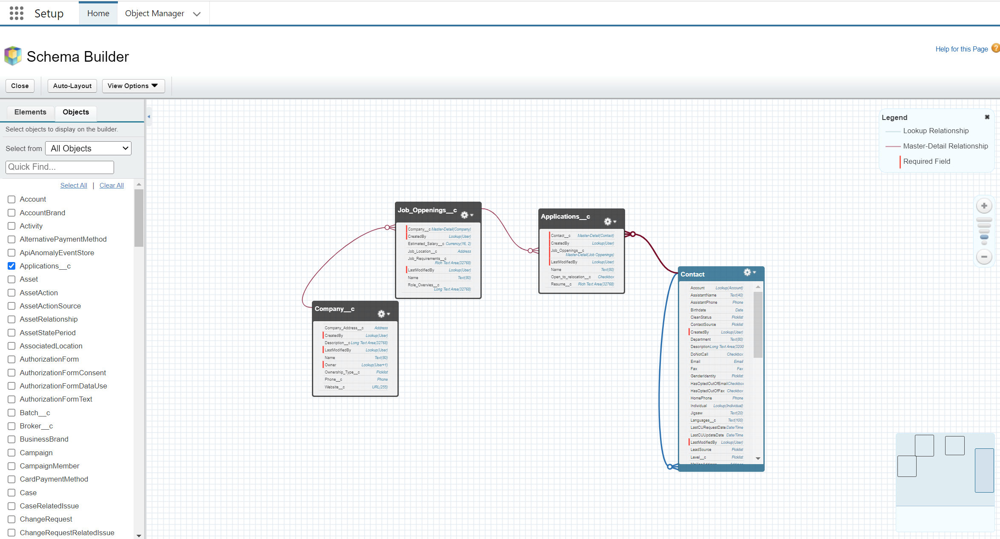 Setup
Home
Object Manager
Schema Builder
Help for this Page
?
Close
Auto-Layout
View Options
Elements
Objects
Select objects to display on the builder.
Select from
All Objects
Quick Find...
Select All | Clear All
Account
AccountBrand
Activity
AlternativePaymentMethod
ApiAnomalyEventStore
Applications__c
Asset
AssetAction
AssetActionSource
AssetRelationship
AssetStatePeriod
AssociatedLocation
AuthorizationForm
AuthorizationFormConsent
AuthorizationFormDataUse
AuthorizationFormText
Batch__c
Broker__c
BusinessBrand
Campaign
CampaignMember
CardPaymentMethod
Case
CaseRelatedIssue
ChangeRequest
ChangeRequestRelatedIssue
Company__c
Company_Address__c Address
CreatedBy Lookup(User)
Description__c Long Text Area(32768)
LastModifiedBy Lookup(User)
Name Text(80)
Owner Lookup(User+1)
Ownership_Type__c Picklist
Phone__c Phone
Website__c URL(255)
Job_Oppenings__c
Company__c Master-Detail(Company)
CreatedBy Lookup(User)
Estimated_Salary__c Currency(16, 2)
Job_Location__c Address
Job_Requirements__c
Rich Text Area(32768)
LastModifiedBy Lookup(User)
Name Text(80)
Role_Overvies__c
Long Text Area(32768)
Applications__c
Contact__c Master-Detail(Contact)
CreatedBy Lookup(User)
Job_Oppenings__c
Master-Detail(Job Oppenings)
LastModifiedBy Lookup(User)
Name Text(80)
Open_to_relocation__c Checkbox
Resume__c Rich Text Area(32768)
Contact
Account Lookup(Account)
AssistantName Text(40)
AssistantPhone Phone
Birthdate Date
CleanStatus Picklist
ContactSource Picklist
CreatedBy Lookup(User)
Department Text(80)
Description Long Text Area(3200
DoNotCall Checkbox
Email Email
Fax Fax
GenderIdentity Picklist
HasOptedOutOfEmail Checkbox
HasOptedOutOfFax Checkbox
HomePhone Phone
Individual Lookup(Individual)
Jigsaw Text(20)
Languages__c Text(100)
LastCURequestDate Date/Time
LastCUUpdateDate Date/Time
LastModifiedBy Lookup(User)
LeadSource Picklist
Level__c Picklist
MailingAddress Address
Legend
Lookup Relationship
Master-Detail Relationship
Required Field